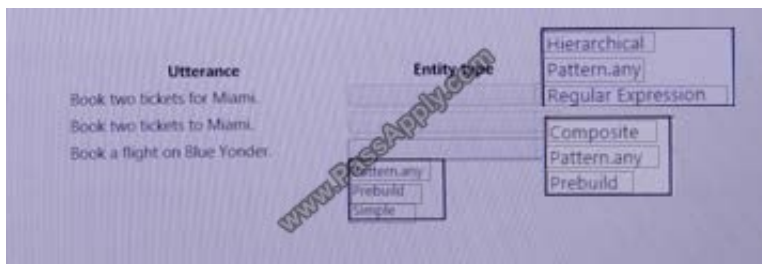 Utterance
Entity type
Book two tickets for Miami.
Book two tickets to Miami.
Book a flight on Blue Yonder.
Hierarchical
Pattern.any
Regular Expression
Composite
Pattern.any
Prebuild
Pattern.any
Prebuild
Simple
www.PassApply.com